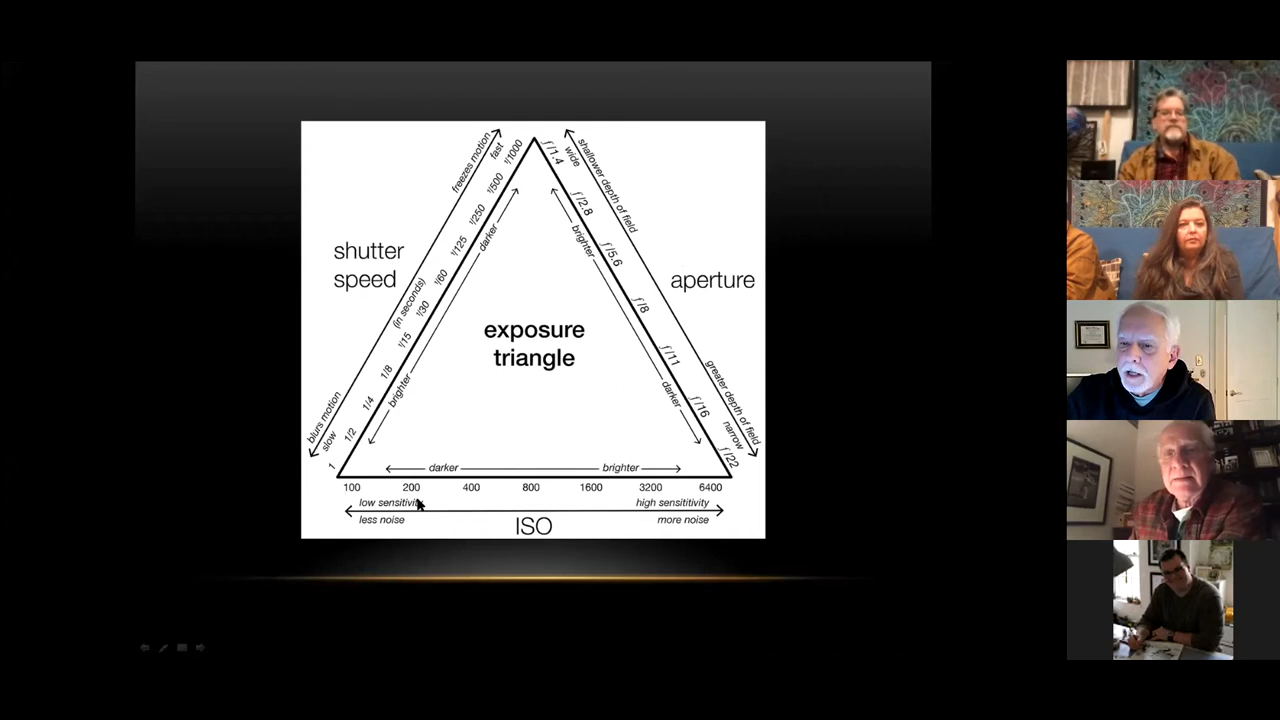 freezes motion
fast
1/1000
1/500
1/250
1/125
1/60
1/30
1/15
1/8
1/4
1/2
1
shutter
speed
(in seconds)
blurs motion
slow
darker
brighter
ƒ/1.4
ƒ/2.8
ƒ/5.6
ƒ/8
ƒ/11
ƒ/16
ƒ/22
wide
shallower depth of field
brighter
darker
aperture
greater depth of field
narrow
exposure
triangle
darker brighter
100 200 400 800 1600 3200 6400
low sensitivity high sensititivity
less noise ISO more noise